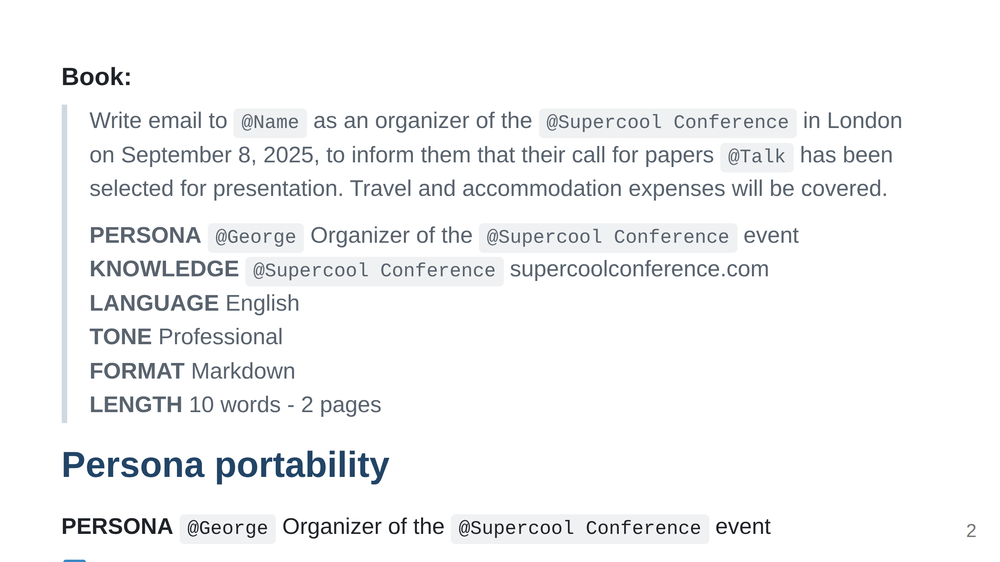 Book:
Write email to @Name as an organizer of the @Supercool Conference in London
on September 8, 2025, to inform them that their call for papers @Talk has been
selected for presentation. Travel and accommodation expenses will be covered.
PERSONA @George Organizer of the @Supercool Conference event
KNOWLEDGE @Supercool Conference supercoolconference.com
LANGUAGE English
TONE Professional
FORMAT Markdown
LENGTH 10 words - 2 pages
Persona portability
PERSONA @George Organizer of the @Supercool Conference event
2